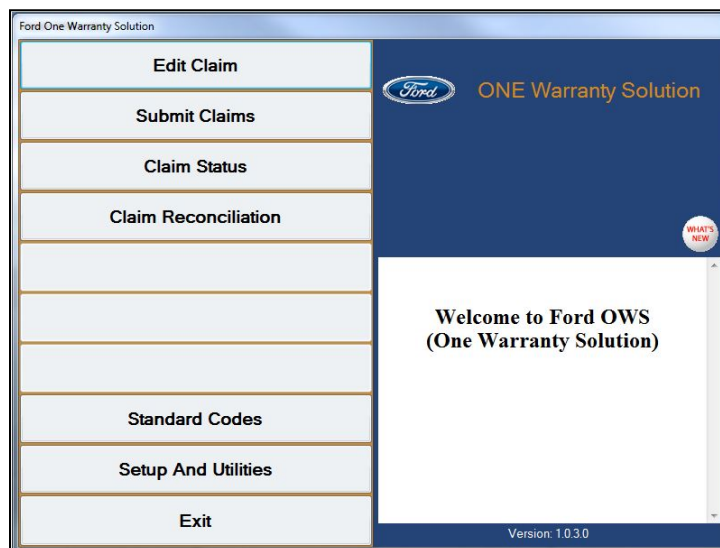 Ford One Warranty Solution
Edit Claim
Submit Claims
Claim Status
Claim Reconciliation
Standard Codes
Setup And Utilities
Exit
Ford
ONE Warranty Solution
WHAT'S
NEW
Welcome to Ford OWS
(One Warranty Solution)
Version: 1.0.3.0